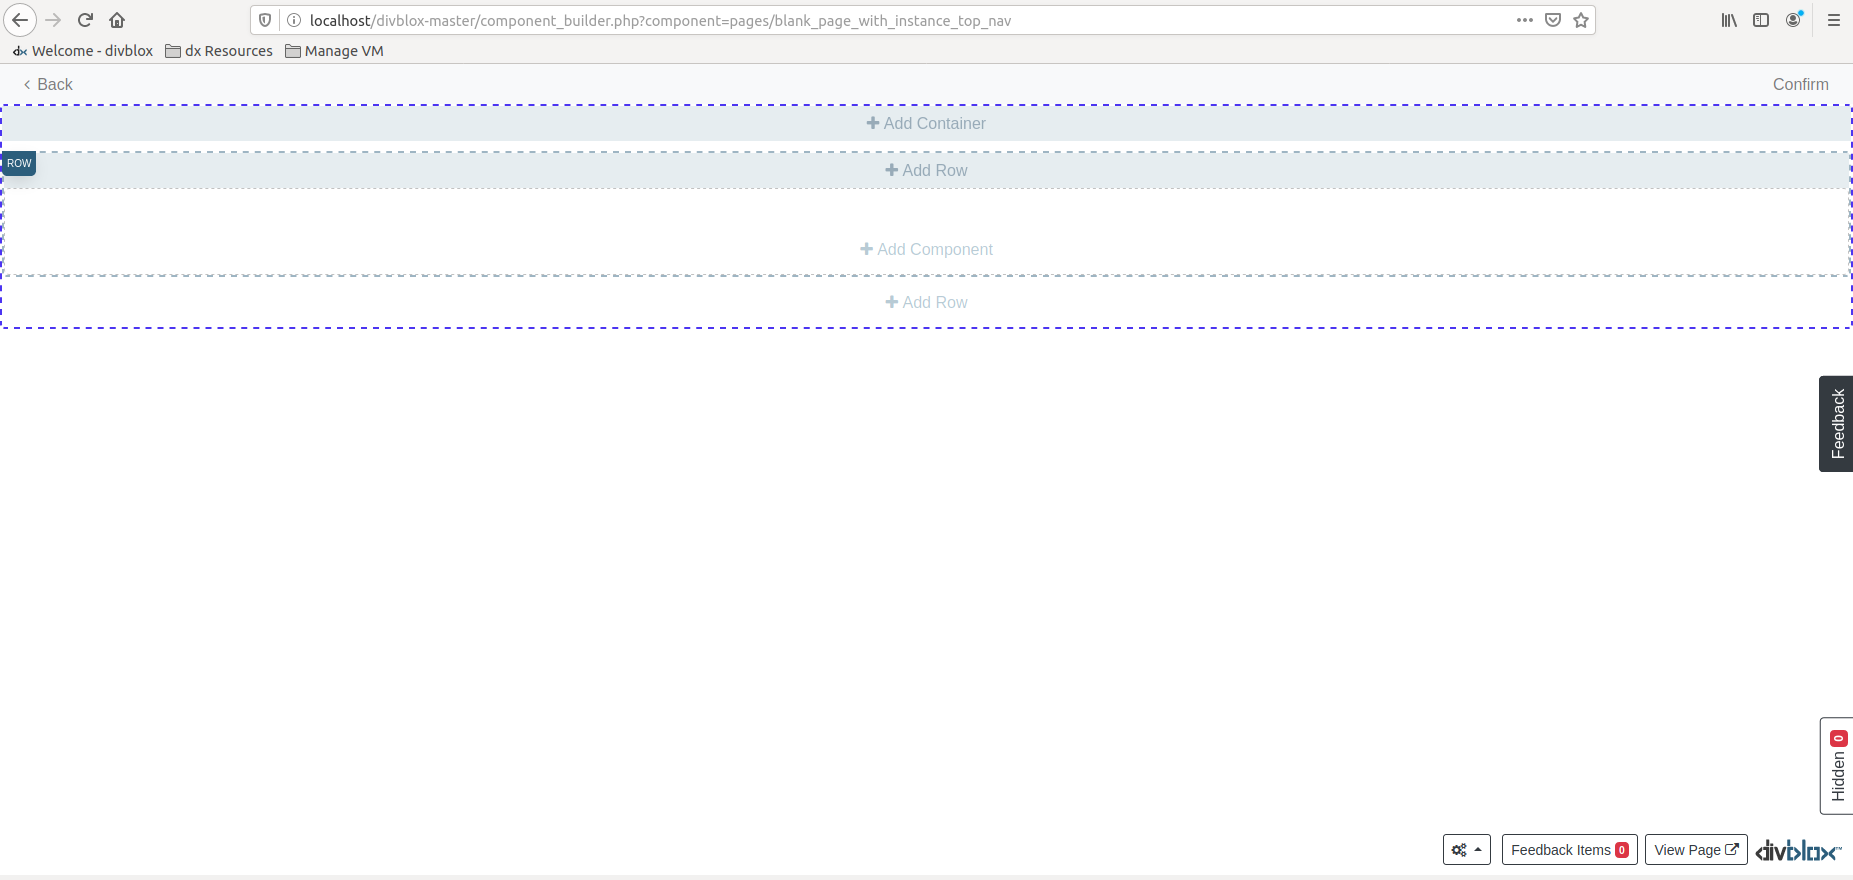 localhost/divblox-master/component_builder.php?component=pages/blank_page_with_instance_top_nav
Welcome - divblox dx Resources Manage VM
Back Confirm
Add Container
ROW
Add Row
Add Component
Add Row
Feedback
Hidden 0
Feedback Items 0 View Page divblox™